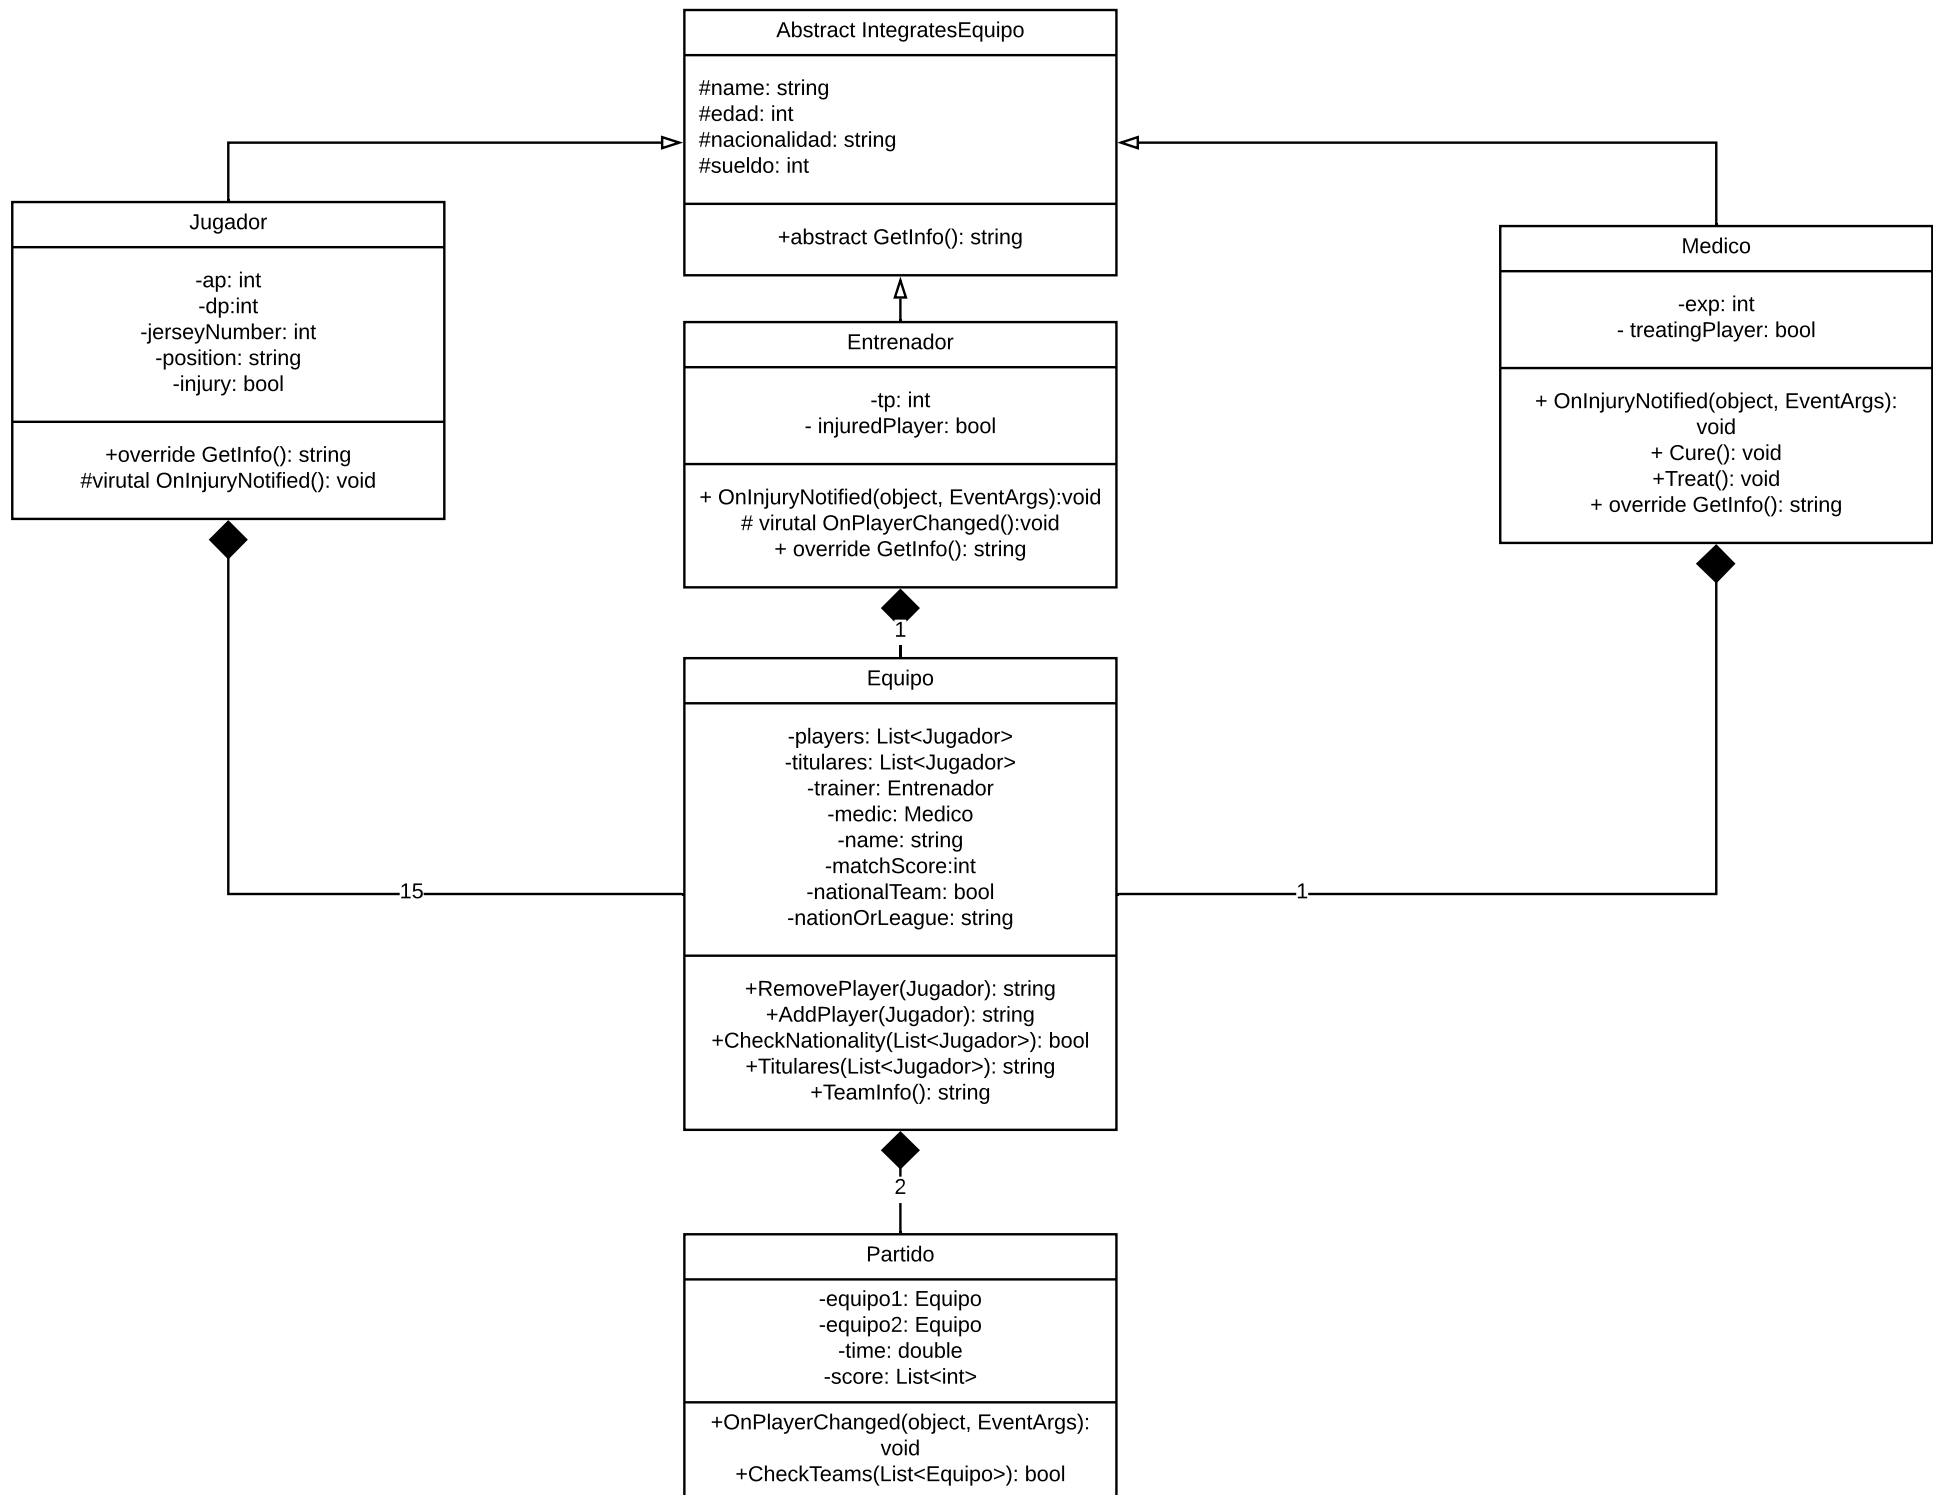 Abstract IntegratesEquipo
#name: string
#edad: int
#nacionalidad: string
#sueldo: int
+abstract GetInfo(): string
Jugador
-ap: int
-dp:int
-jerseyNumber: int
-position: string
-injury: bool
+override GetInfo(): string
#virutal OnInjuryNotified(): void
Entrenador
-tp: int
- injuredPlayer: bool
+ OnInjuryNotified(object, EventArgs):void
# virutal OnPlayerChanged():void
+ override GetInfo(): string
Medico
-exp: int
- treatingPlayer: bool
+ OnInjuryNotified(object, EventArgs):
void
+ Cure(): void
+Treat(): void
+ override GetInfo(): string
1
Equipo
-players: List<Jugador>
-titulares: List<Jugador>
-trainer: Entrenador
-medic: Medico
-name: string
-matchScore:int
-nationalTeam: bool
-nationOrLeague: string
+RemovePlayer(Jugador): string
+AddPlayer(Jugador): string
+CheckNationality(List<Jugador>): bool
+Titulares(List<Jugador>): string
+TeamInfo(): string
15
1
2
Partido
-equipo1: Equipo
-equipo2: Equipo
-time: double
-score: List<int>
+OnPlayerChanged(object, EventArgs):
void
+CheckTeams(List<Equipo>): bool